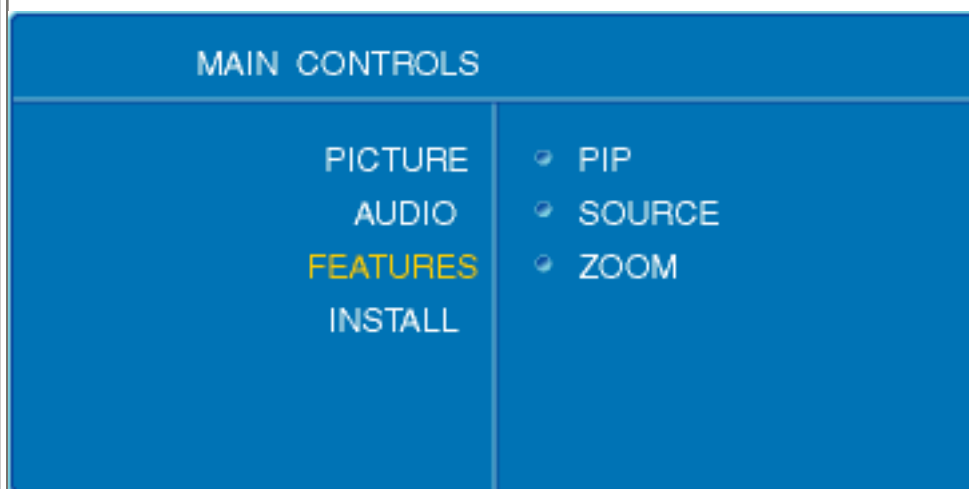 MAIN CONTROLS
PICTURE
AUDIO
FEATURES
INSTALL
PIP
SOURCE
ZOOM